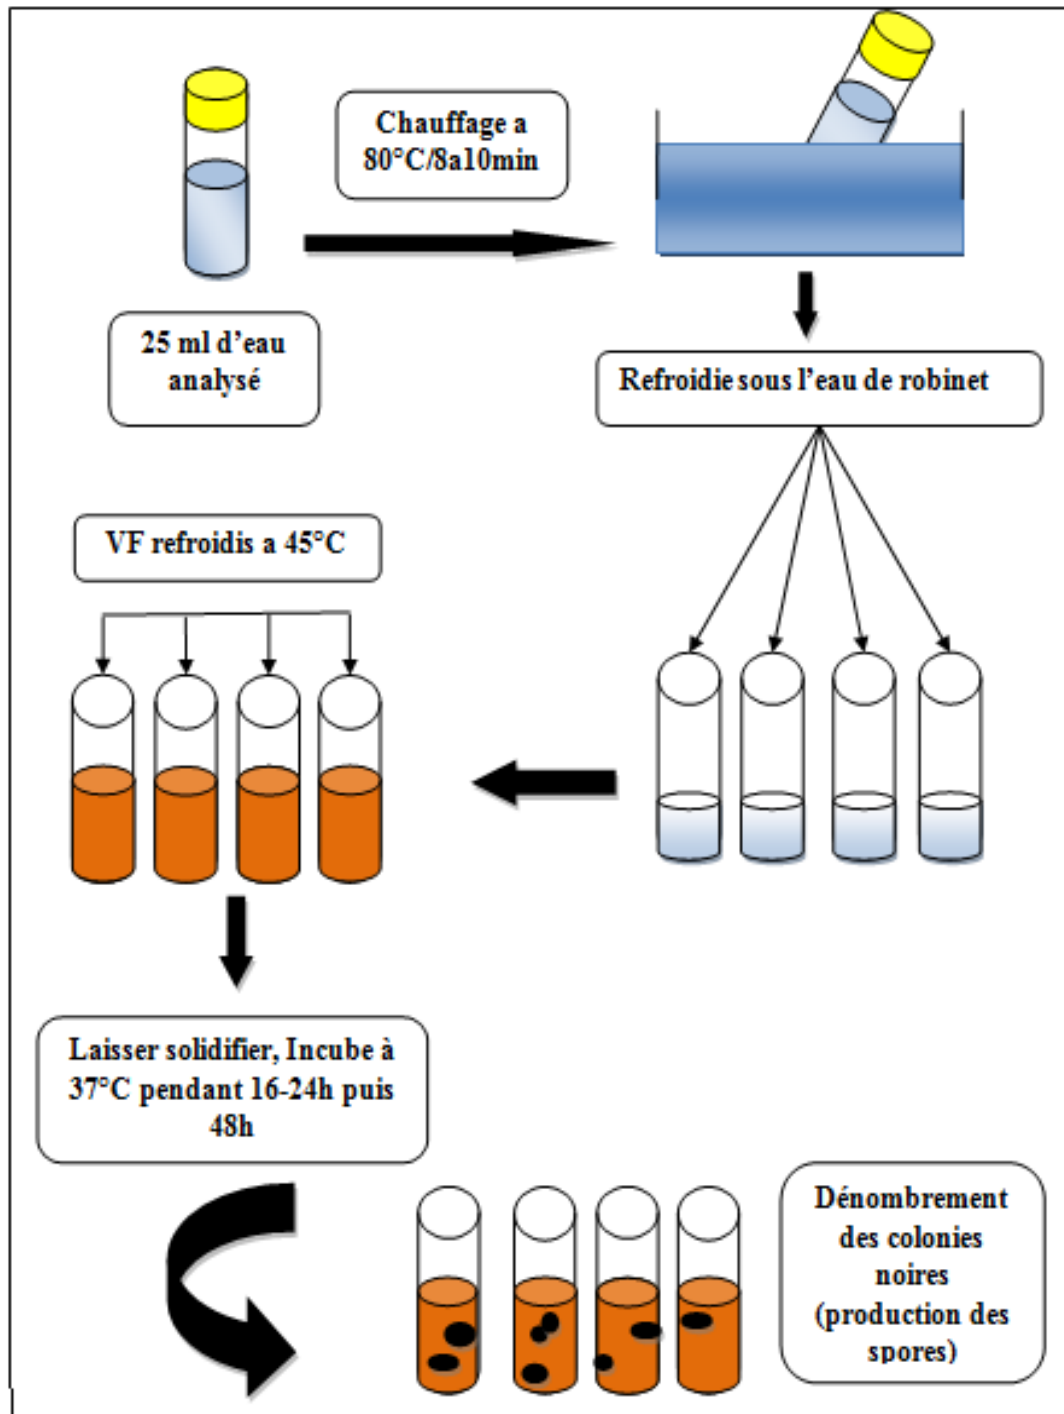 Chauffage a
80°C/8a10min
25 ml d’eau
analysé
Refroidie sous l’eau de robinet
VF refroidis a 45°C
Laisser solidifier, Incube à
37°C pendant 16-24h puis
48h
Dénombrement
des colonies
noires
(production des
spores)